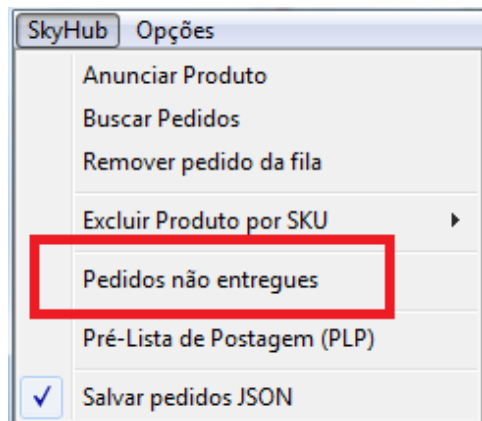 SkyHub Opções
Anunciar Produto
Buscar Pedidos
Remover pedido da fila
Excluir Produto por SKU
Pedidos não entregues
Pré-Lista de Postagem (PLP)
Salvar pedidos JSON